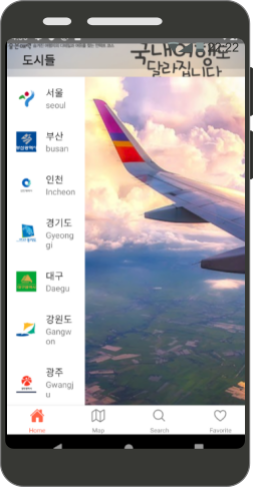 국내여행도
달라집니다
도시들
서울
seoul
부산
busan
인천
Incheon
경기도
Gyeong
gi
대구
Daegu
강원도
Gangw
on
광주
Gwangj
u
Home
Map
Search
Favorite